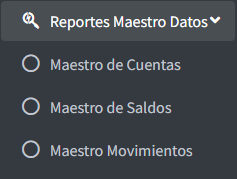 Reportes Maestro Datos
Maestro de Cuentas
Maestro de Saldos
Maestro Movimientos